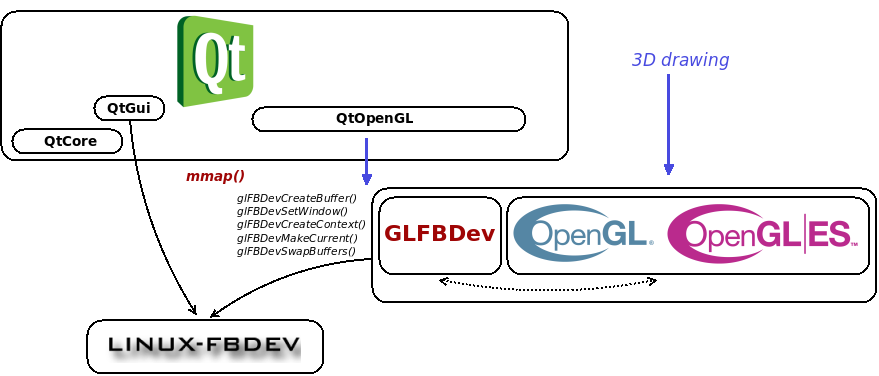 Qt
3D drawing
QtGui
QtOpenGL
QtCore
mmap()
glFBDevCreateBuffer()
glFBDevSetWindow()
glFBDevCreateContext()
glFBDevMakeCurrent()
glFBDevSwapBuffers()
GLFBDev
OpenGL®
OpenGL|ES™
LINUX-FBDEV